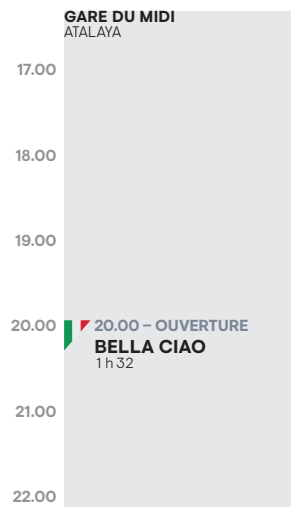 GARE DU MIDI
ATALAYA
17.00
18.00
19.00
20.00
20.00 – OUVERTURE
BELLA CIAO
1 h 32
21.00
22.00